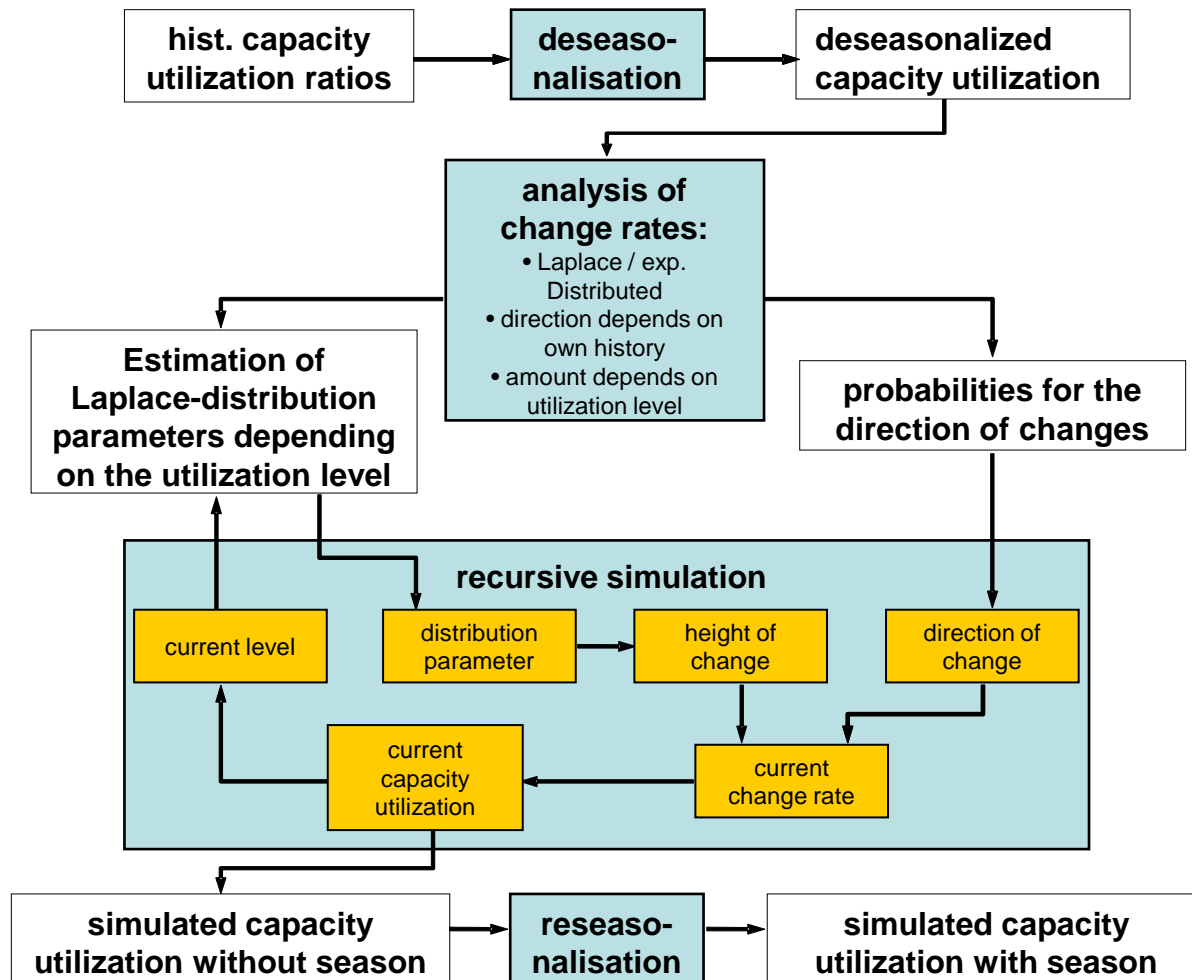 hist. capacity
utilization ratios
deseaso-
nalisation
deseasonalized
capacity utilization
analysis of
change rates:
• Laplace / exp.
Distributed
• direction depends on
own history
• amount depends on
utilization level
Estimation of
Laplace-distribution
parameters depending
on the utilization level
probabilities for the
direction of changes
recursive simulation
current level
distribution
parameter
height of
change
direction of
change
current
capacity
utilization
current
change rate
simulated capacity
utilization without season
reseaso-
nalisation
simulated capacity
utilization with season